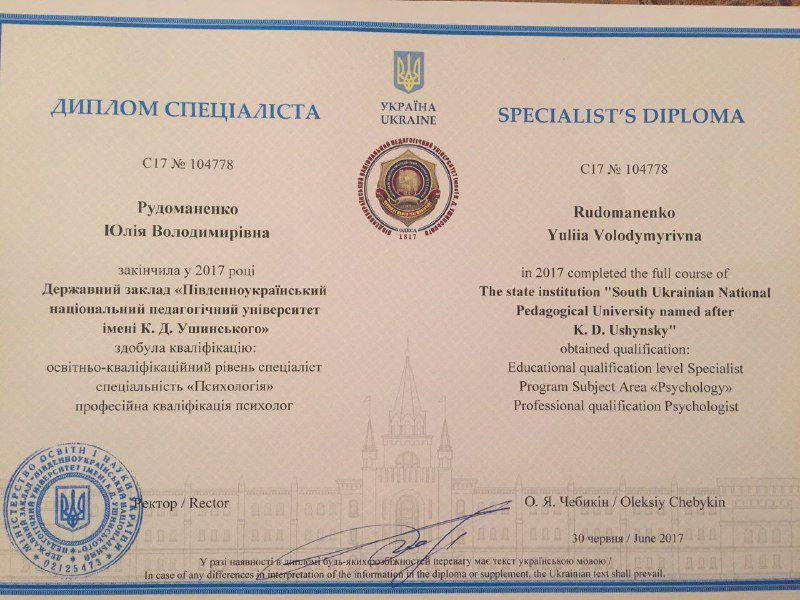 УКРАЇНА
UKRAINE
ДИПЛОМ СПЕЦІАЛІСТА
С17 № 104778
Рудоманенко
Юлія Володимирівна
закінчила у 2017 році
Державний заклад «Південноукраїнський
національний педагогічний університет
імені К. Д. Ушинського»
здобула кваліфікацію:
освітньо-кваліфікаційний рівень спеціаліст
спеціальність «Психологія»
професійна кваліфікація психолог
SPECIALIST'S DIPLOMA
C17 № 104778
Rudomanenko
Yuliia Volodymyrivna
in 2017 completed the full course of
The state institution "South Ukrainian National
Pedagogical University named after
K. D. Ushynsky"
obtained qualification:
Educational qualification level Specialist
Program Subject Area «Psychology»
Professional qualification Psychologist
ПІВДЕННОУКРАЇНСЬКИЙ НАЦІОНАЛЬНИЙ ПЕДАГОГІЧНИЙ УНІВЕРСИТЕТ імені К. Д. УШИНСЬКОГО
ОДЕСА
1817
МІНІСТЕРСТВО ОСВІТИ І НАУКИ УКРАЇНИ
02125473
Ректор / Rector
О. Я. Чебикін / Oleksiy Chebykin
30 червня / June 2017
У разі наявності в дипломі будь-яких розбіжностей перевагу має текст українською мовою /
In case of any differences in interpretation of the information in the diploma or supplement, the Ukrainian text shall prevail.